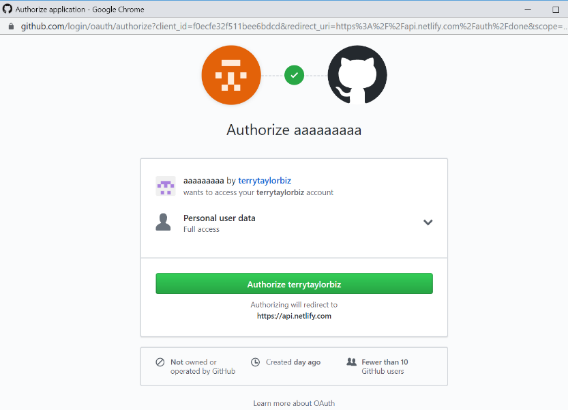 Authorize application - Google Chrome
github.com/login/oauth/authorize?client_id=f0ecfe32f511bee6bdcd&redirect_uri=https%3A%2F%2Fapi.netlify.com%2Fauth%2Fdone&scope=...
Authorize aaaaaaaaa
aaaaaaaaa by terrytaylorbiz
wants to access your terrytaylorbiz account
Personal user data
Full access
Authorize terrytaylorbiz
Authorizing will redirect to
https://api.netlify.com
Not owned or
operated by GitHub
Created day ago
Fewer than 10
GitHub users
Learn more about OAuth